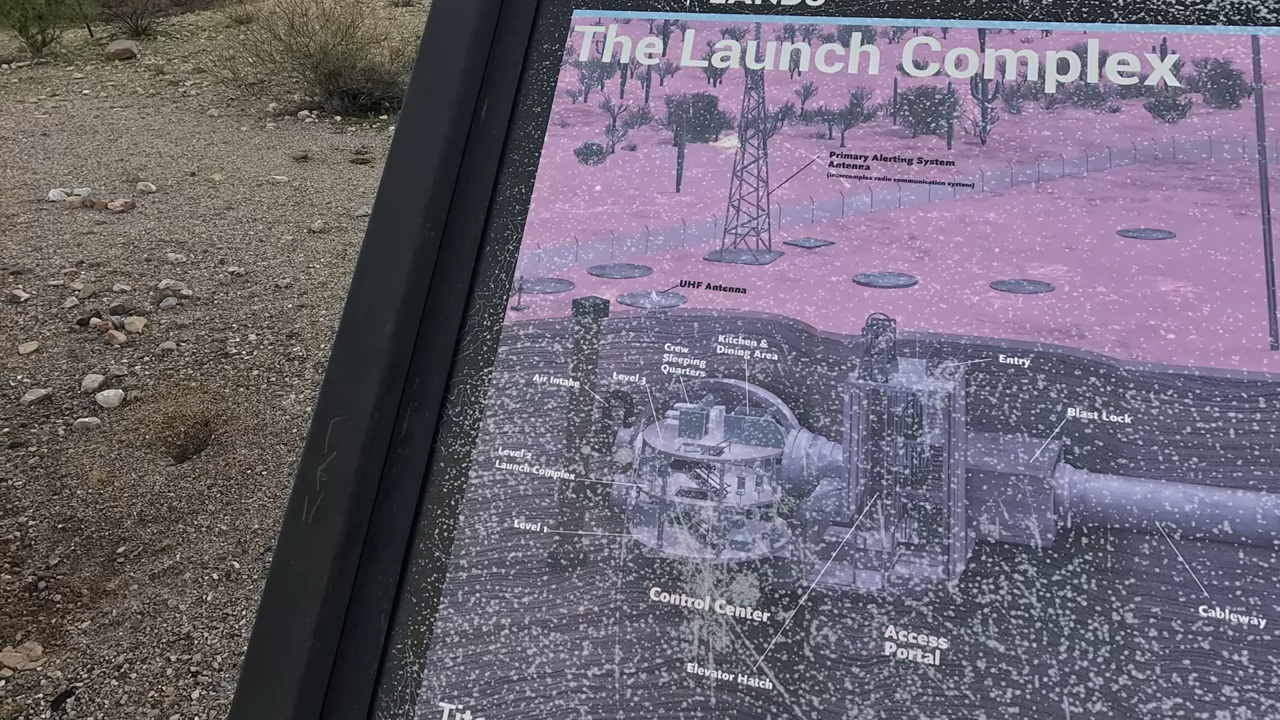 LANDS
The Launch Complex
Primary Alerting System
Antenna
(intercomplex radio communication system)
UHF Antenna
Kitchen &
Dining Area
Crew
Sleeping
Quarters
Entry
Air Intake
Level 3
Blast Lock
Level 2
Launch Complex
Level 1
Control Center
Cableway
Access
Portal
Elevator Hatch